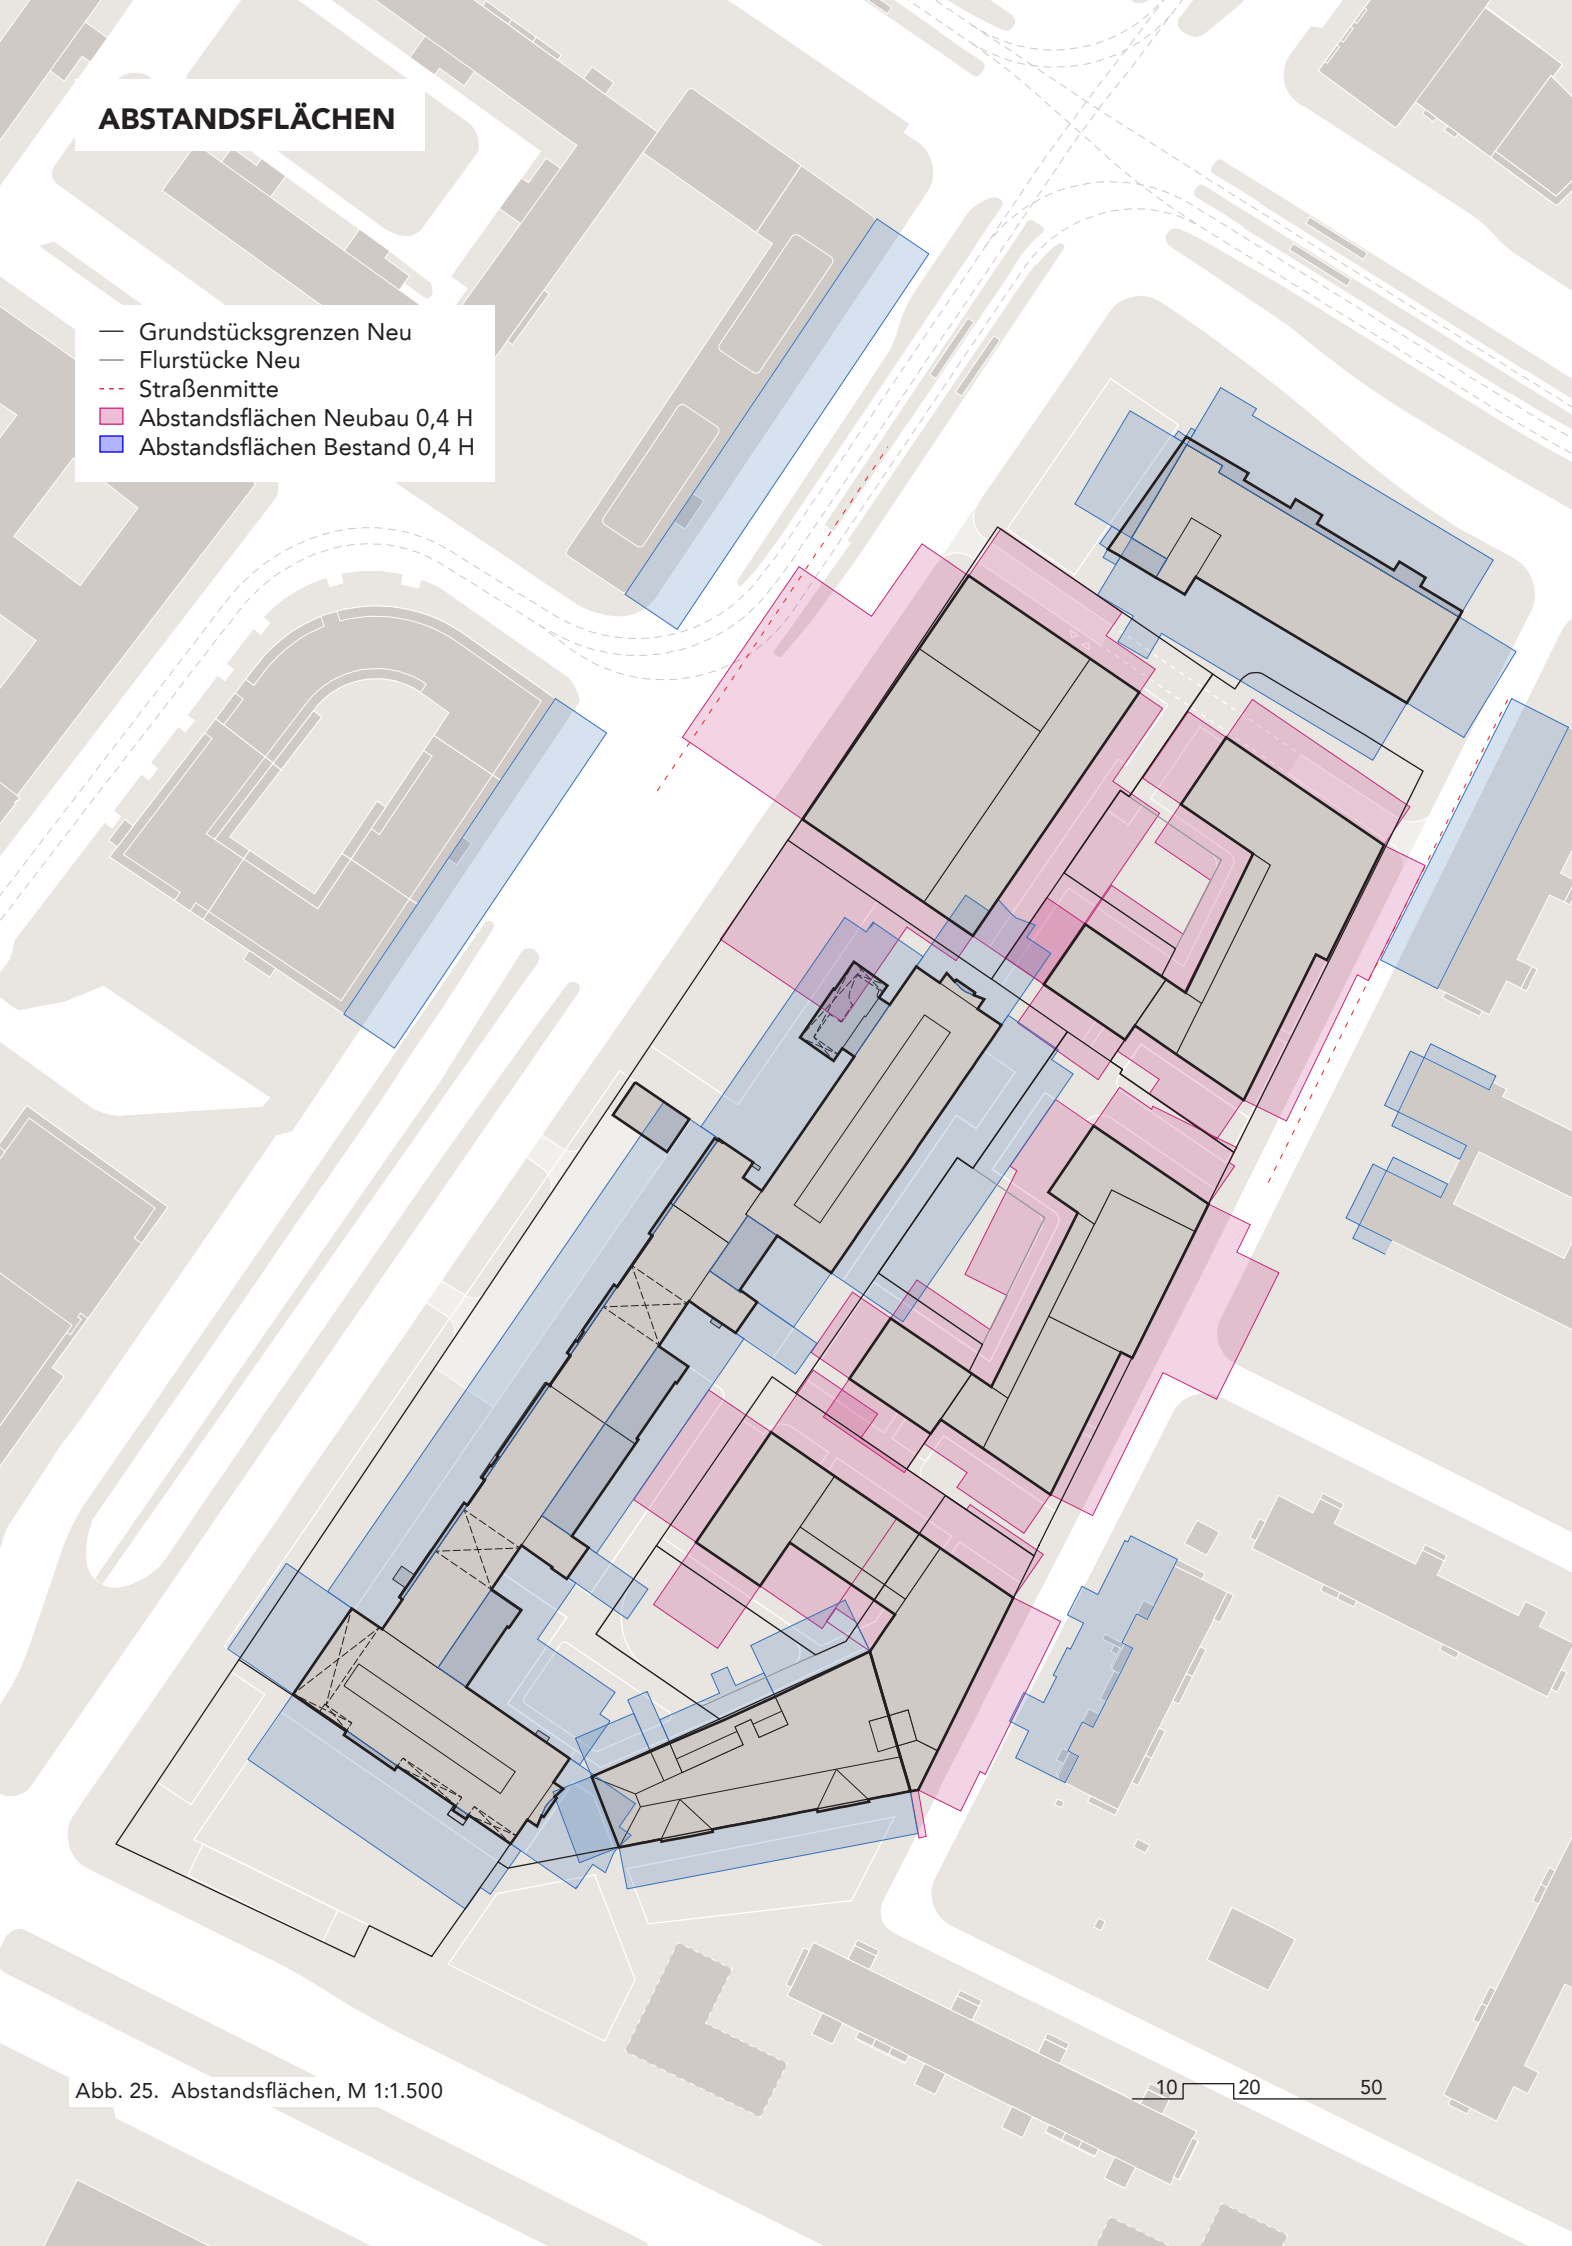 ABSTANDSFLÄCHEN
Grundstücksgrenzen Neu
Flurstücke Neu
Straßenmitte
Abstandsflächen Neubau 0,4 H
Abstandsflächen Bestand 0,4 H
Abb. 25. Abstandsflächen, M 1:1.500
10 20 50